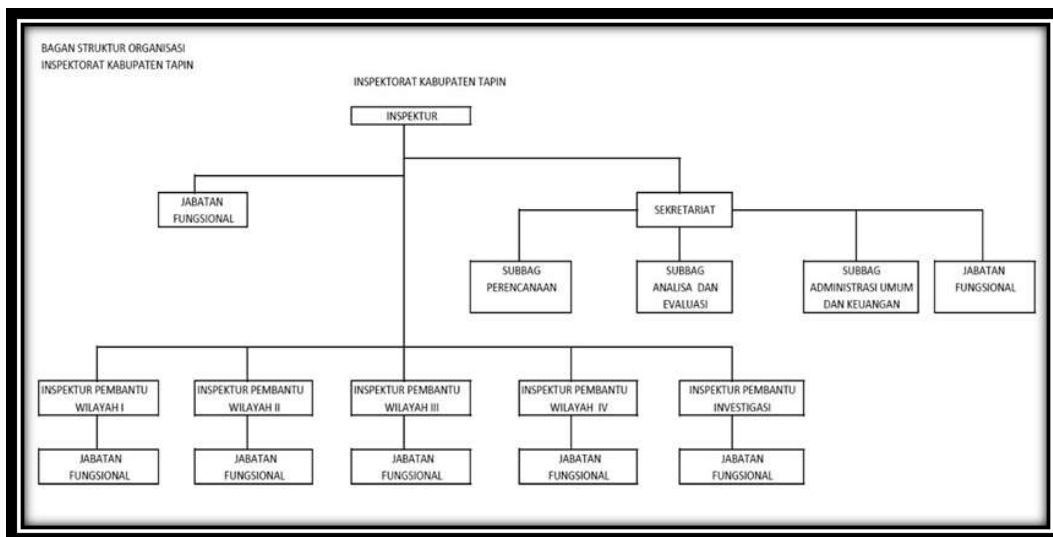 BAGAN STRUKTUR ORGANISASI
INSPEKTORAT KABUPATEN TAPIN
INSPEKTORAT KABUPATEN TAPIN
INSPEKTUR
JABATAN
FUNGSIONAL
SEKRETARIAT
SUBBAG
PERENCANAAN
SUBBAG
ANALISA DAN
EVALUASI
SUBBAG
ADMINISTRASI UMUM
DAN KEUANGAN
JABATAN
FUNGSIONAL
INSPEKTUR PEMBANTU
WILAYAH I
INSPEKTUR PEMBANTU
WILAYAH II
INSPEKTUR PEMBANTU
WILAYAH III
INSPEKTUR PEMBANTU
WILAYAH IV
INSPEKTUR PEMBANTU
INVESTIGASI
JABATAN
FUNGSIONAL
JABATAN
FUNGSIONAL
JABATAN
FUNGSIONAL
JABATAN
FUNGSIONAL
JABATAN
FUNGSIONAL